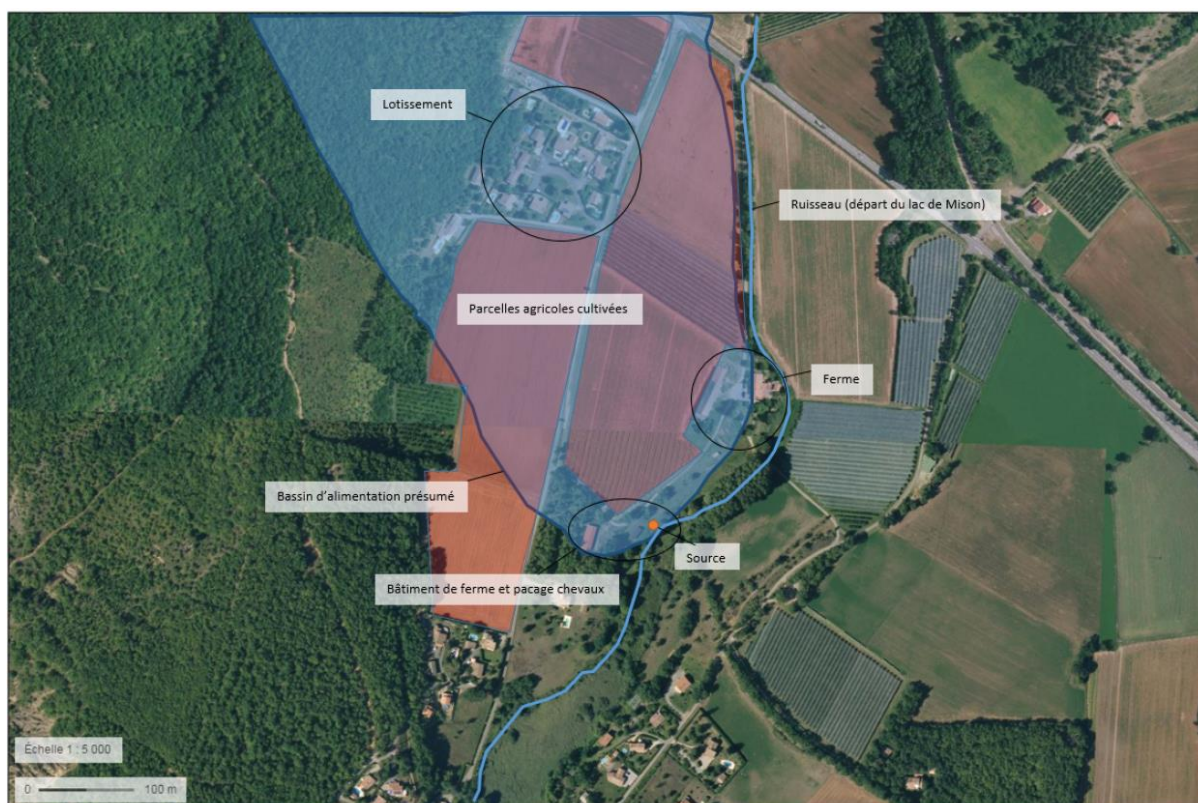 Lotissement
Ruisseau (départ du lac de Mison)
Parcelles agricoles cultivées
Ferme
Bassin d’alimentation présumé
Source
Bâtiment de ferme et pacage chevaux
Échelle 1 : 5 000
0 100 m